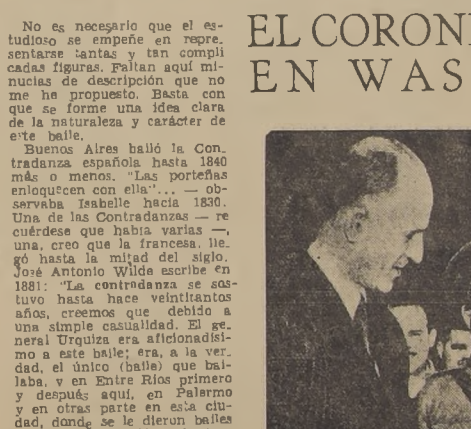 No es necesario que el es-
tudioso se empeñe en repre-
sentarse tantas y tan compli
cadas figuras. Faltan aquí mi-
nucias de descripción que no
me ha propuesto. Basta con
que se forme una idea clara
de la naturaleza y carácter de
este baile.
Buenos Aires bailó la Con-
tradanza española hasta 1840
más o menos. "Las porteñas
enloquecen con ella"... — ob-
servaba Isabelle hacia 1830.
Una de las Contradanzas — re
cuérdese que había varias —,
una, creo que la francesa, lle-
gó hasta la mitad del siglo.
José Antonio Wilde escribe en
1881: "La contradanza se sos-
tuvo hasta hace veintitantos
años, creemos que debido a
una simple casualidad. El ge-
neral Urquiza era aficionadísi-
mo a este baile; era, a la ver-
dad, el único (baile) que bai-
laba, y en Entre Ríos primero
y después aquí, en Palermo
y en otras parte en esta ciu-
dad, donde se le dieron bailes
EL CORON
EN WAS